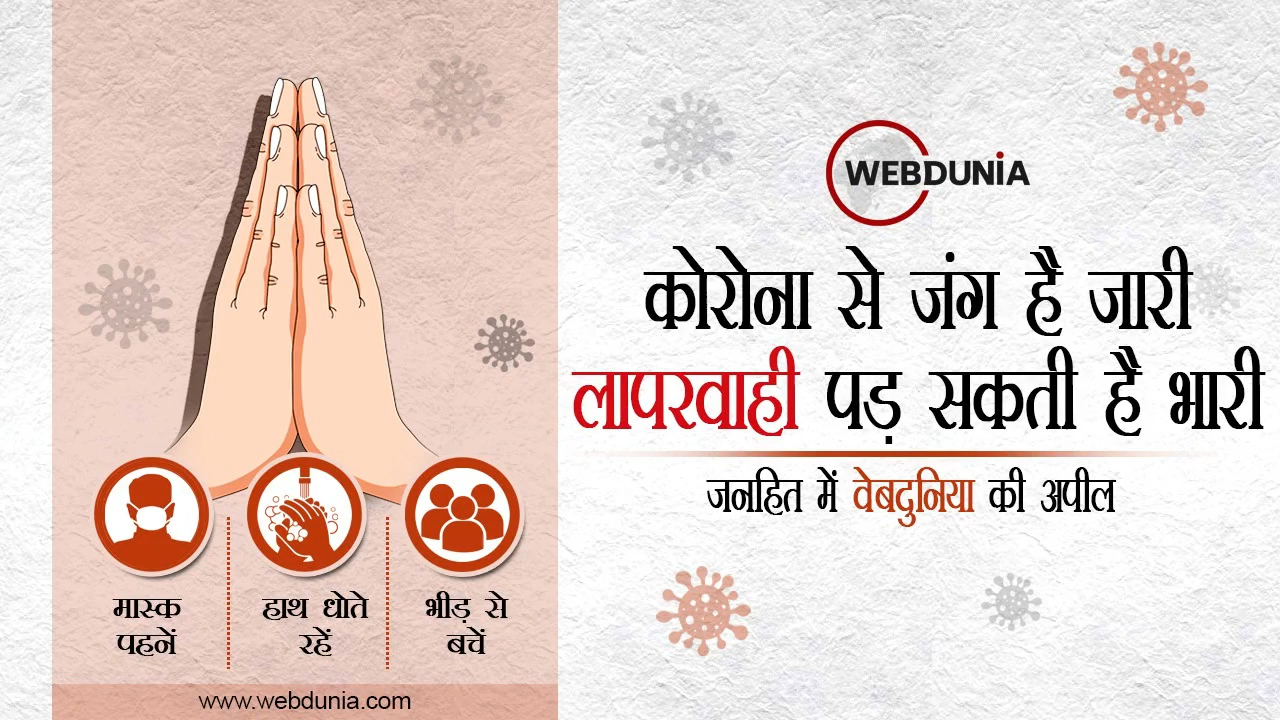 WEBDUNIA
कोरोना से जंग है जारी
लापरवाही पड़ सकती है भारी
जनहित में वेबदुनिया की अपील
मास्क
पहनें
हाथ धोते
रहें
भीड़ से
बचें
www.webdunia.com